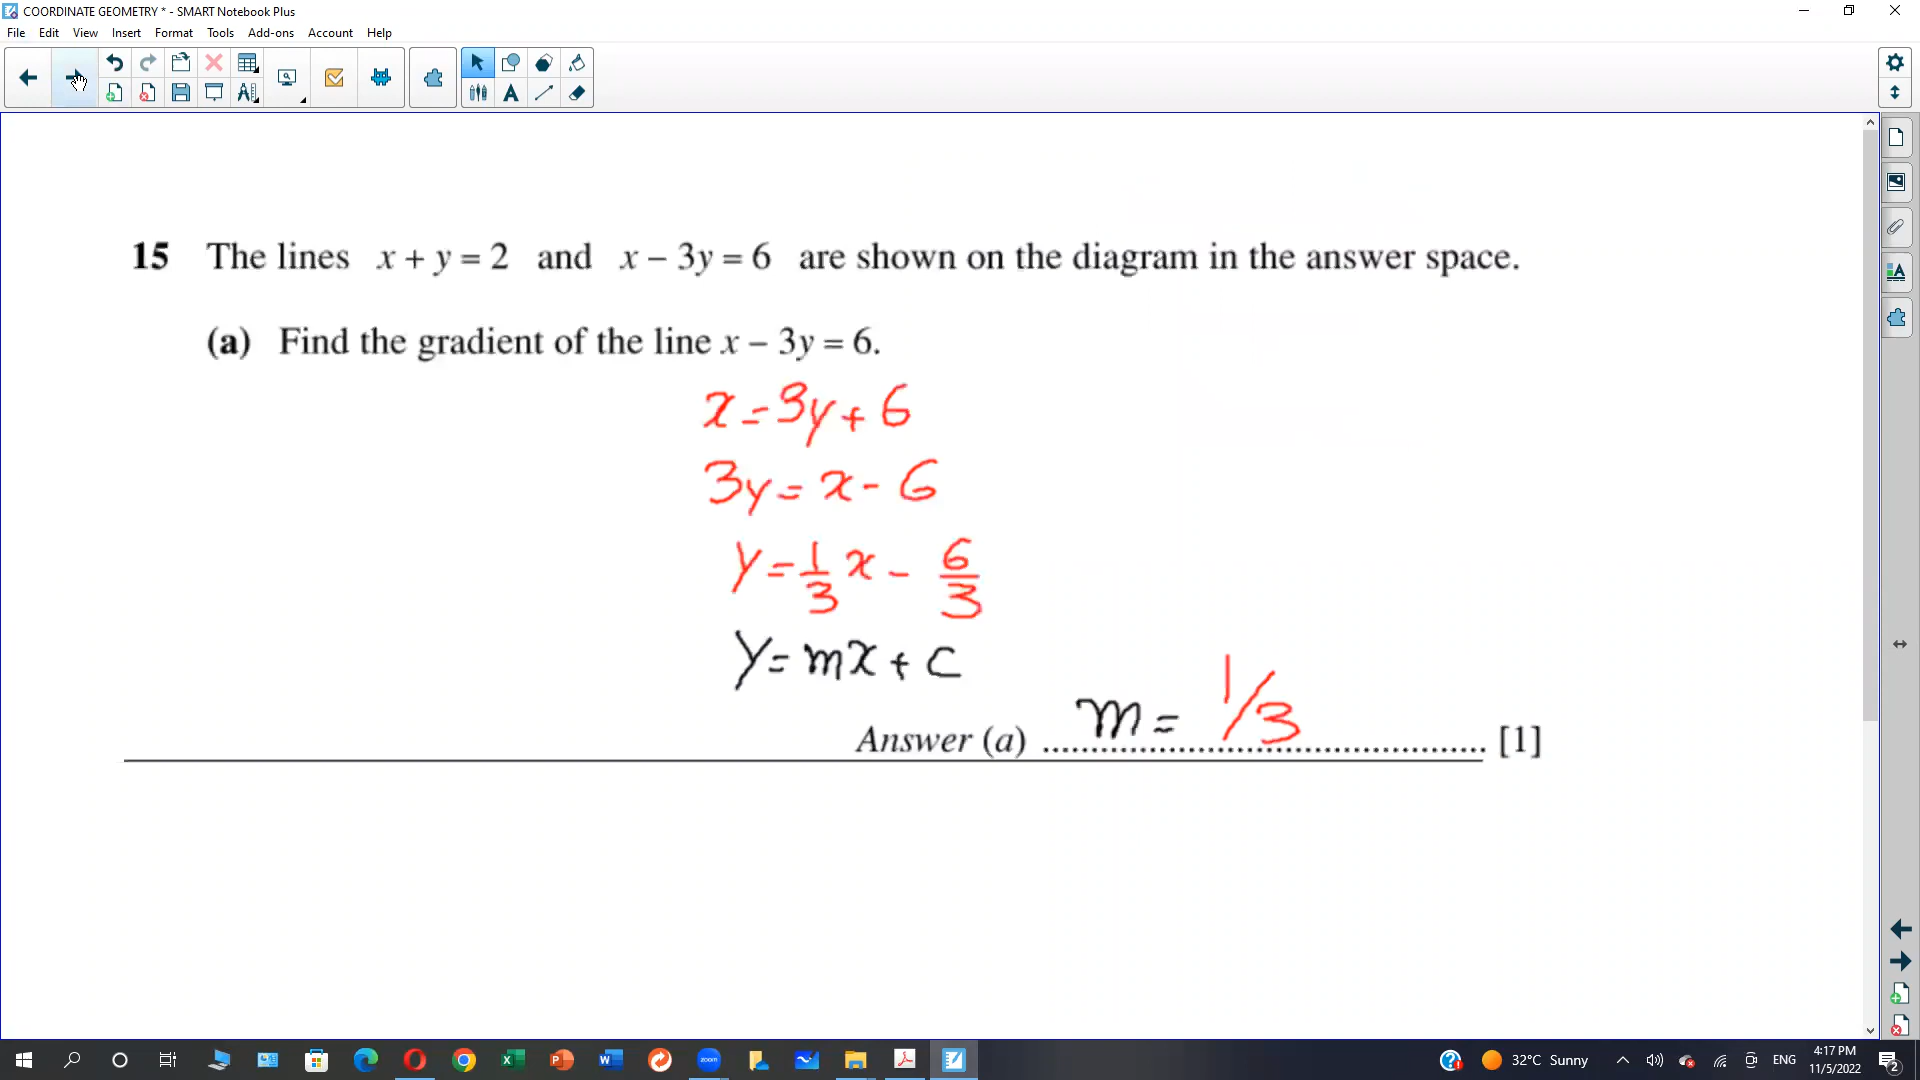 COORDINATE GEOMETRY * - SMART Notebook Plus
File Edit View Insert Format Tools Add-ons Account Help
15 The lines x + y = 2 and x − 3y = 6 are shown on the diagram in the answer space.
(a) Find the gradient of the line x − 3y = 6.
x = 3y + 6
3y = x - 6
y = 1/3 x - 6/3
y = mx + c
m = 1/3
Answer (a) ................................................ [1]
32°C Sunny
ENG
4:17 PM
11/5/2022
2